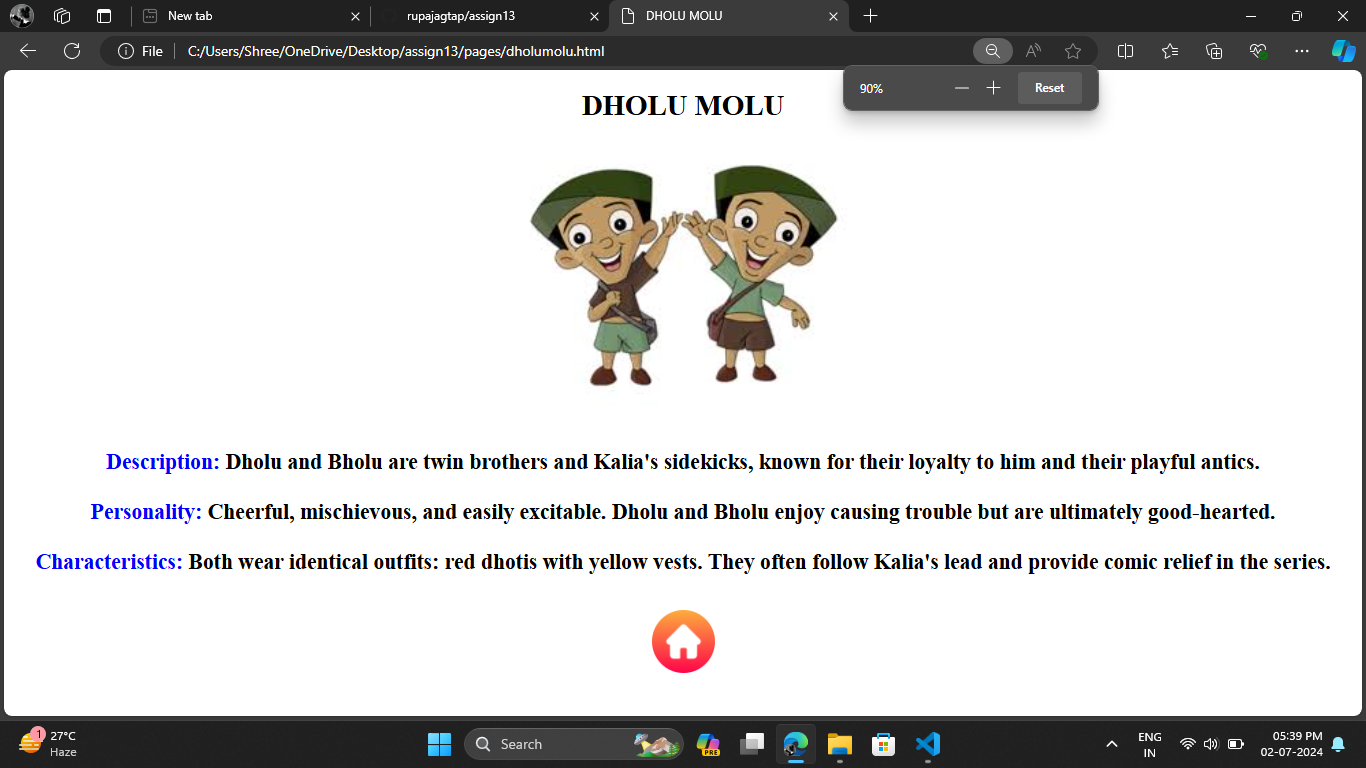 New tab
rupajagtap/assign13
DHOLU MOLU
File
C:/Users/Shree/OneDrive/Desktop/assign13/pages/dholumolu.html
90%
Reset
DHOLU MOLU
Description: Dholu and Bholu are twin brothers and Kalia's sidekicks, known for their loyalty to him and their playful antics.
Personality: Cheerful, mischievous, and easily excitable. Dholu and Bholu enjoy causing trouble but are ultimately good-hearted.
Characteristics: Both wear identical outfits: red dhotis with yellow vests. They often follow Kalia's lead and provide comic relief in the series.
1
27°C
Haze
Search
PRE
ENG
IN
05:39 PM
02-07-2024